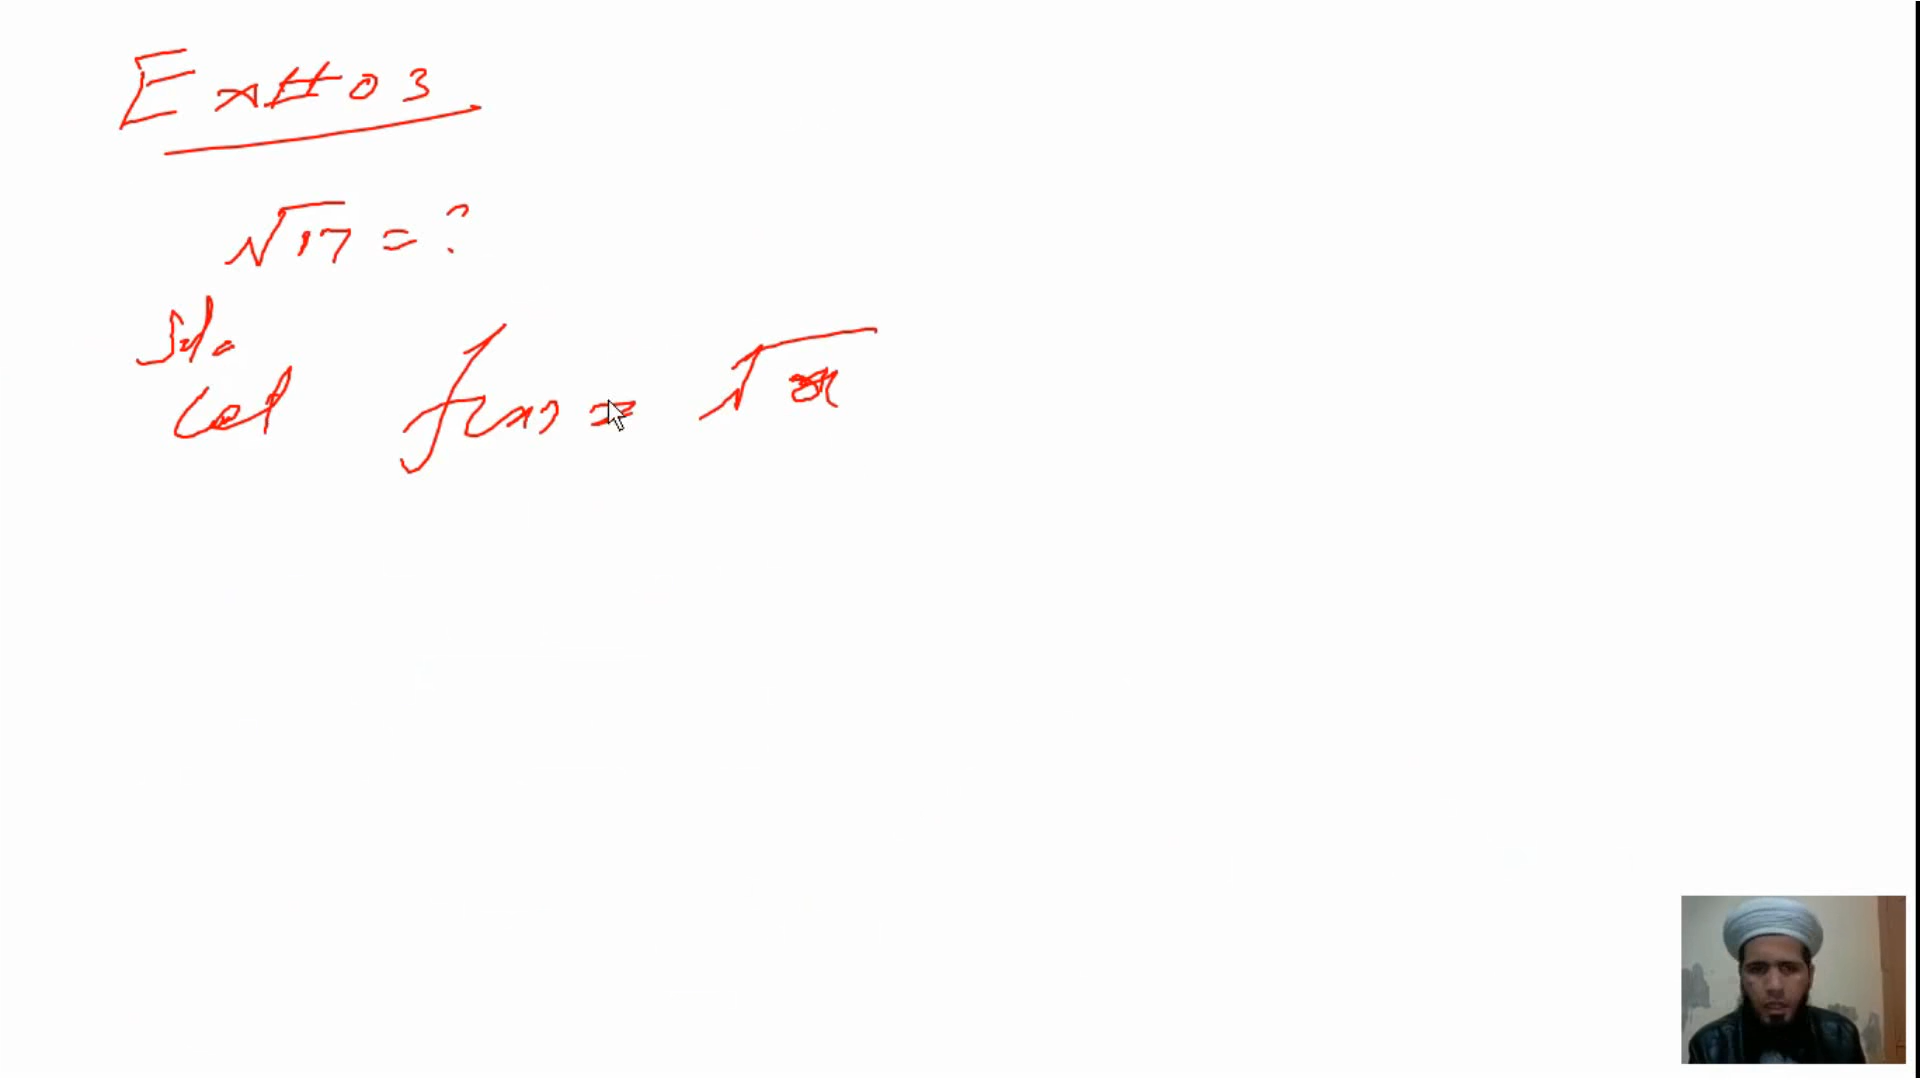 Ex#03
√17 = ?
Sol.
Let f(x) = √x